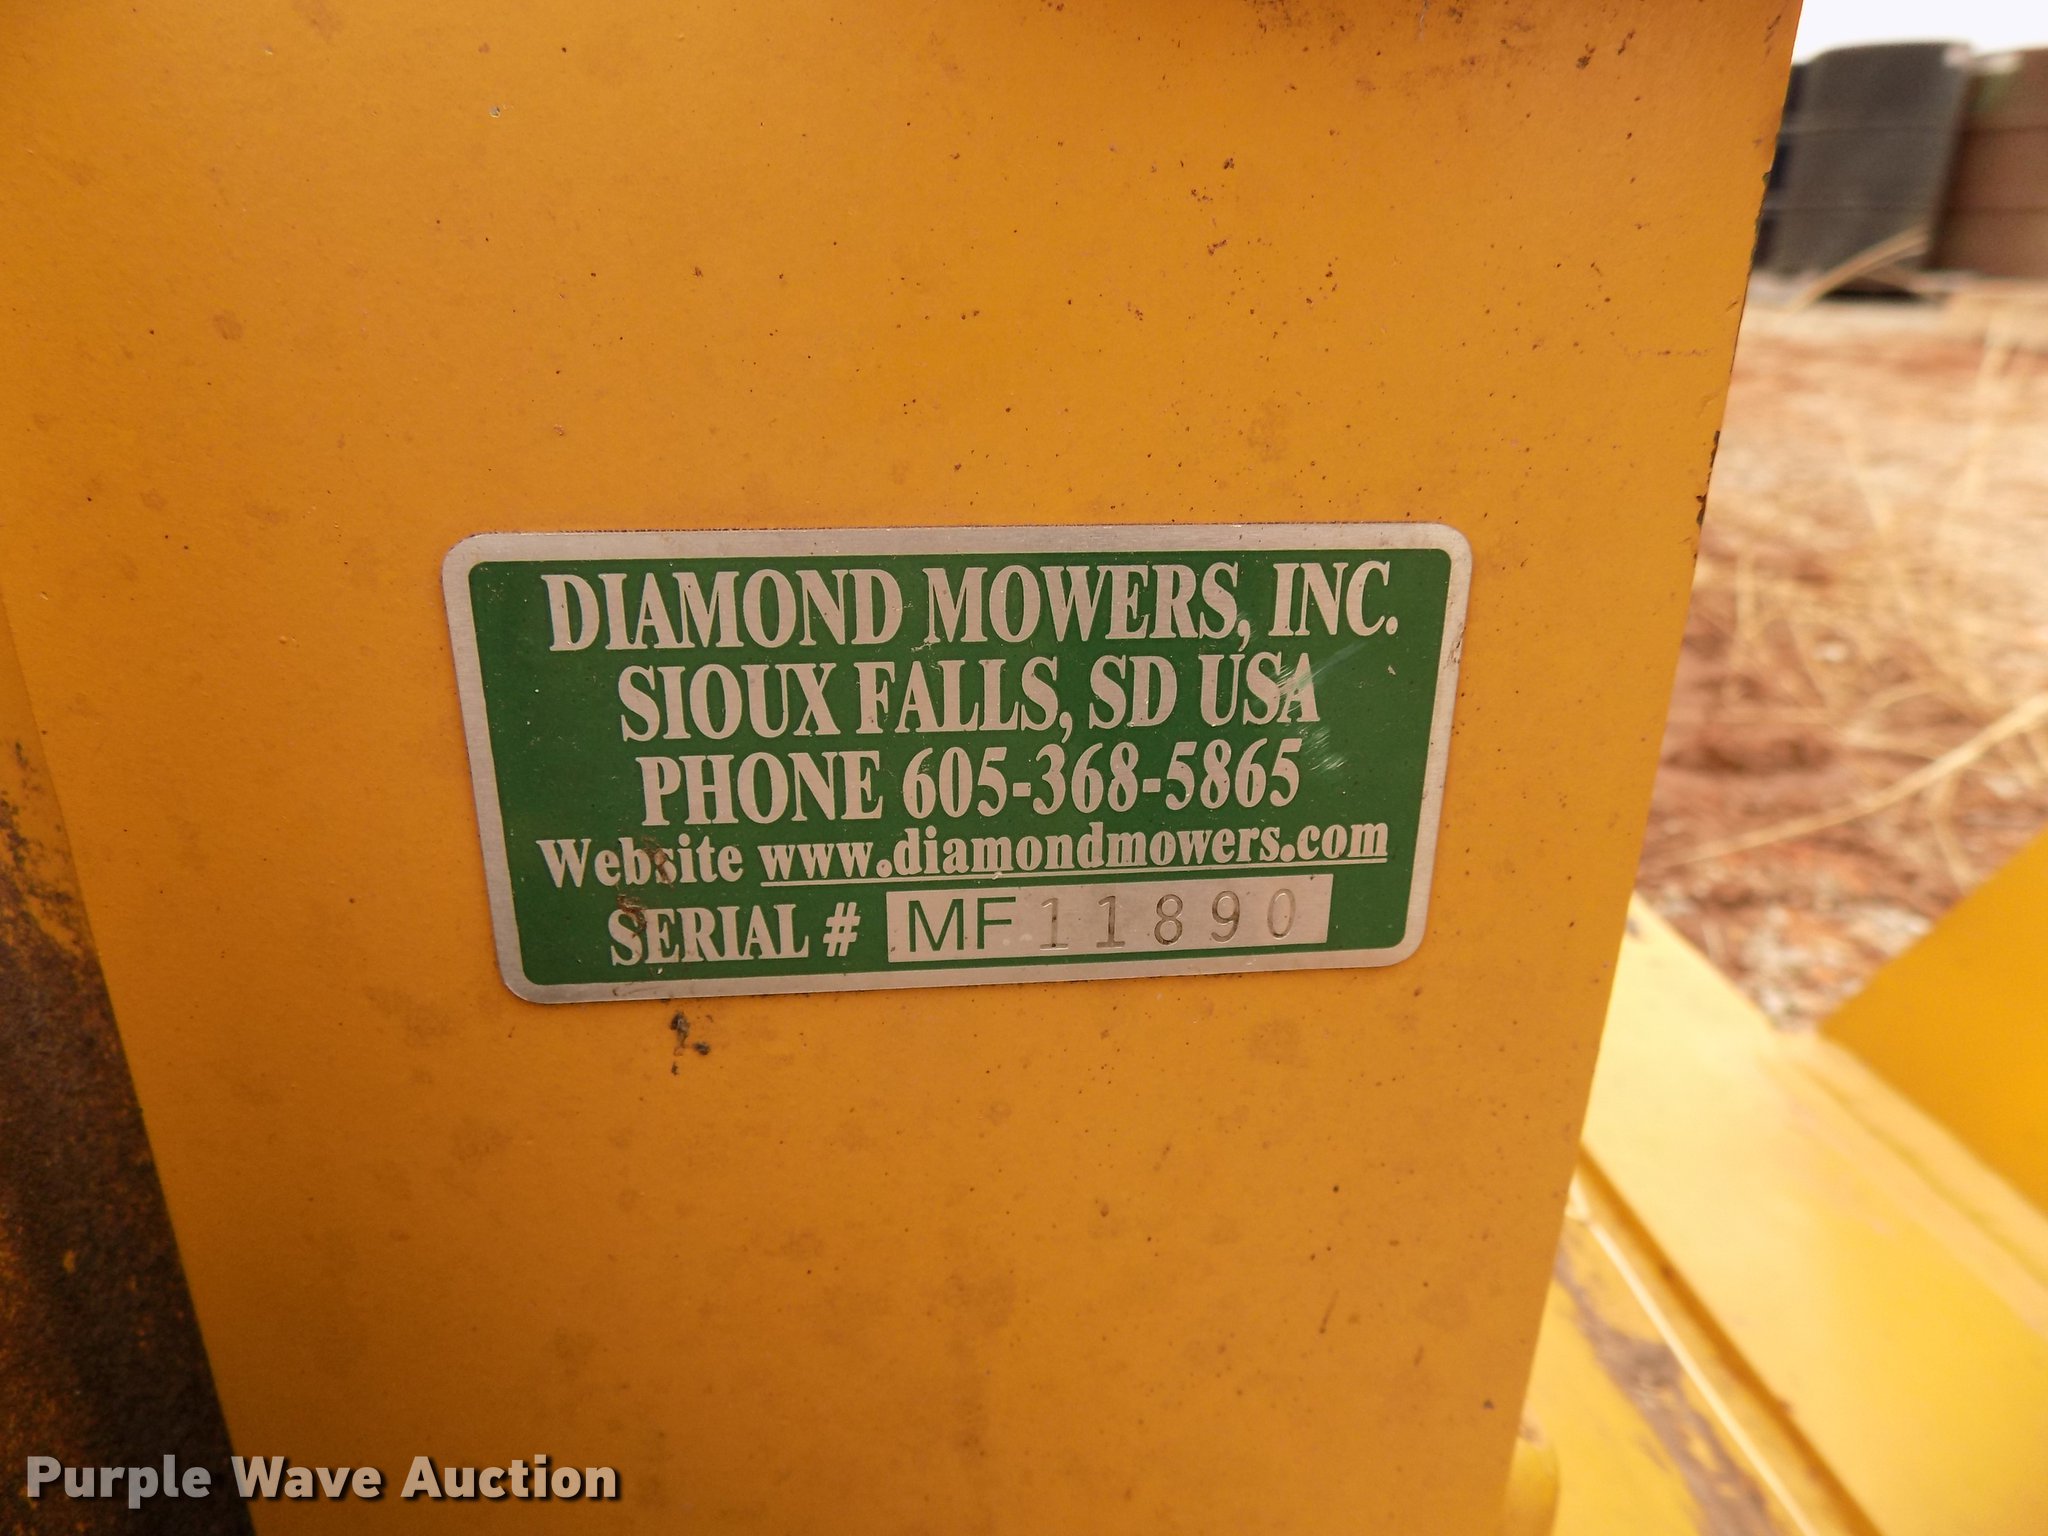 DIAMOND MOWERS, INC.
SIOUX FALLS, SD USA
PHONE 605-368-5865
Website www.diamondmowers.com
SERIAL # MF11890
Purple Wave Auction